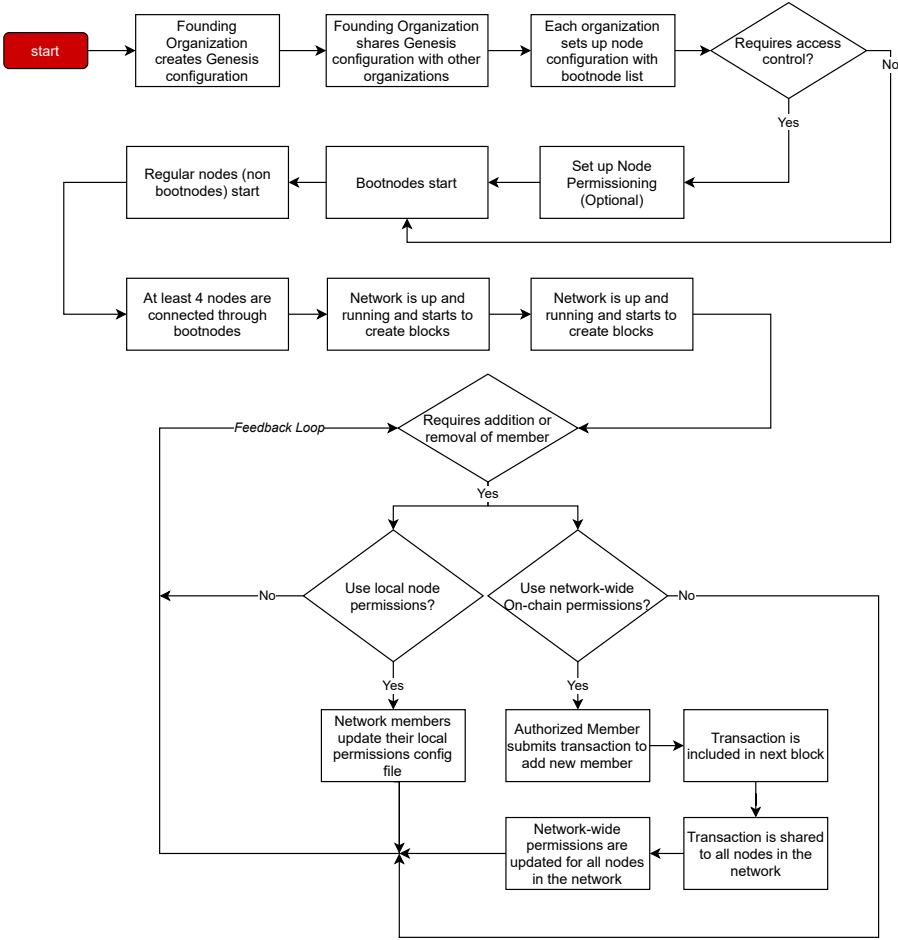 start
Founding
Organization
creates Genesis
configuration
Founding Organization
shares Genesis
configuration with other
organizations
Each organization
sets up node
configuration with
bootnode list
Requires access
control?
No
Yes
Regular nodes (non
bootnodes) start
Bootnodes start
Set up Node
Permissioning
(Optional)
At least 4 nodes are
connected through
bootnodes
Network is up and
running and starts to
create blocks
Network is up and
running and starts to
create blocks
Feedback Loop
Requires addition or
removal of member
Yes
No
Use local node
permissions?
Use network-wide
On-chain permissions?
No
Yes
Yes
Network members
update their local
permissions config
file
Authorized Member
submits transaction to
add new member
Transaction is
included in next block
Network-wide
permissions are
updated for all nodes
in the network
Transaction is shared
to all nodes in the
network